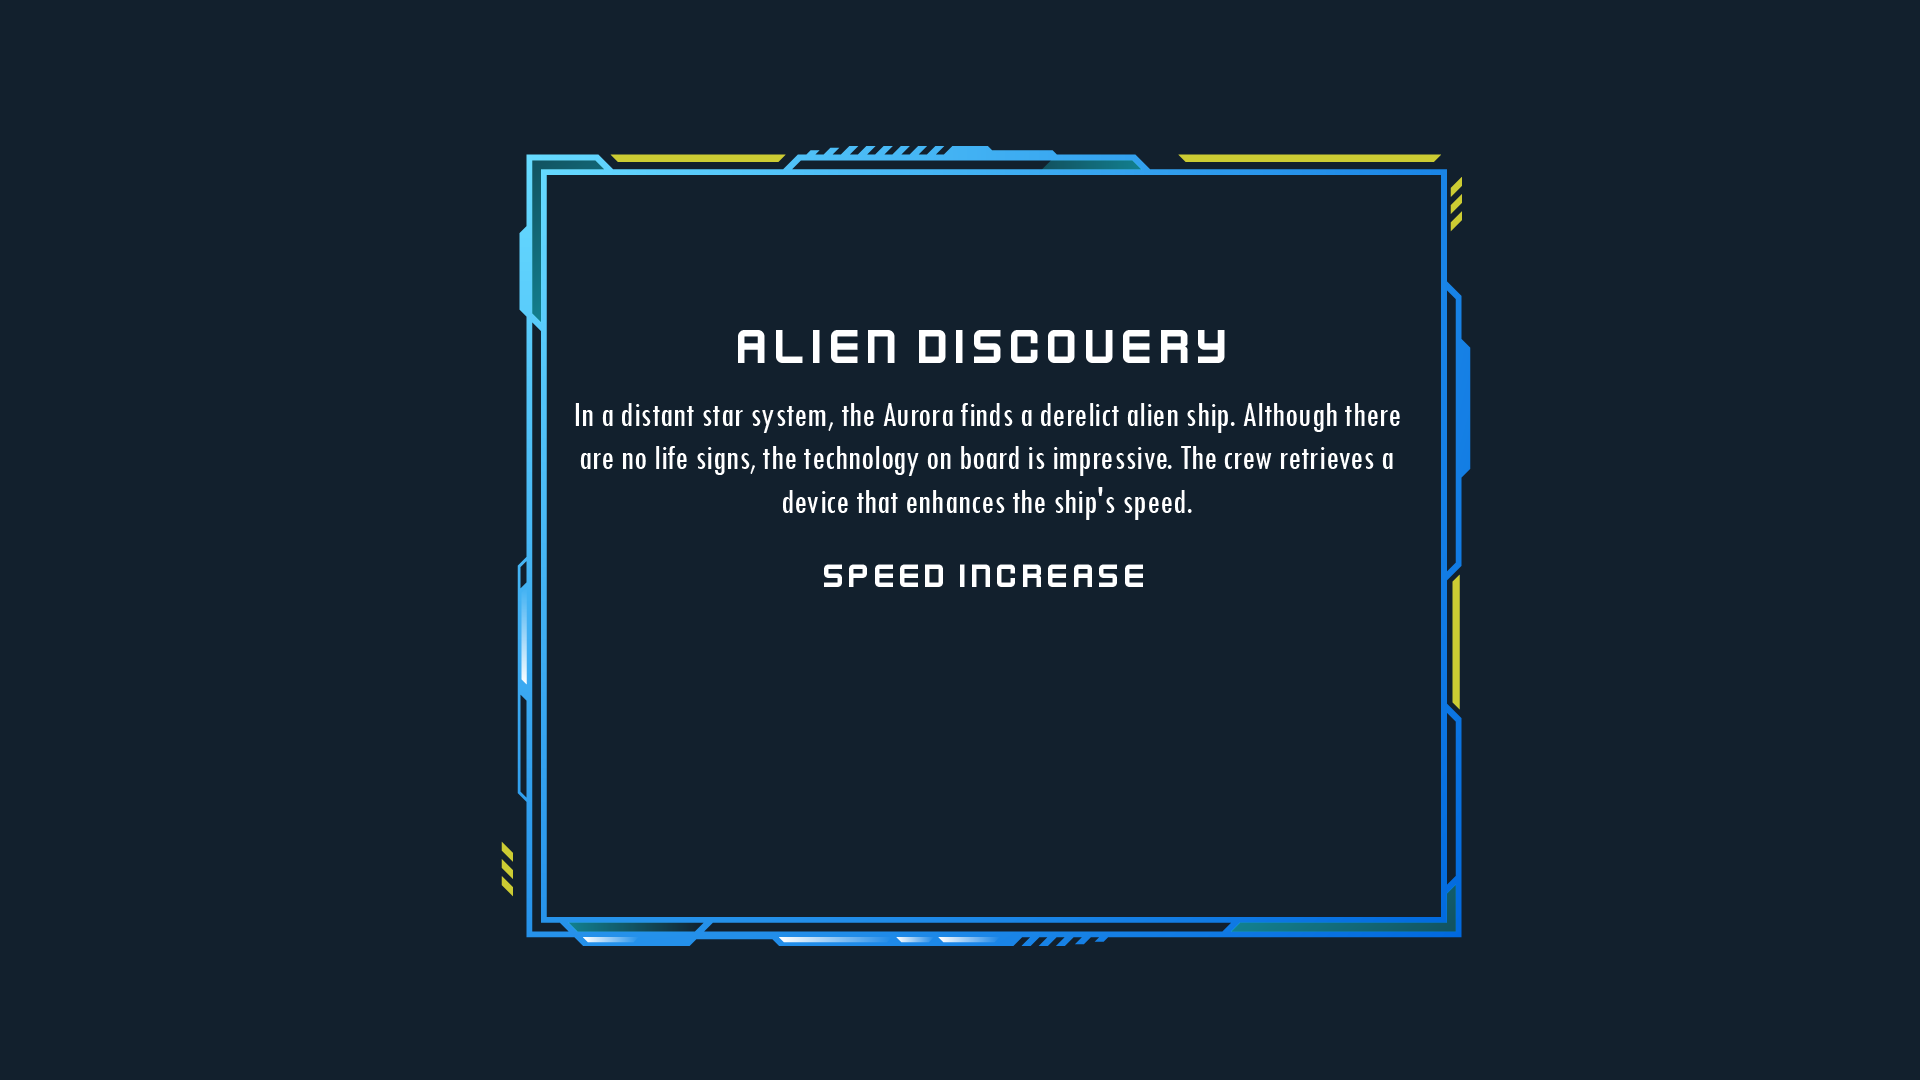 ALIEN DISCOVERY
In a distant star system, the Aurora finds a derelict alien ship. Although there
are no life signs, the technology on board is impressive. The crew retrieves a
device that enhances the ship's speed.
SPEED INCREASE